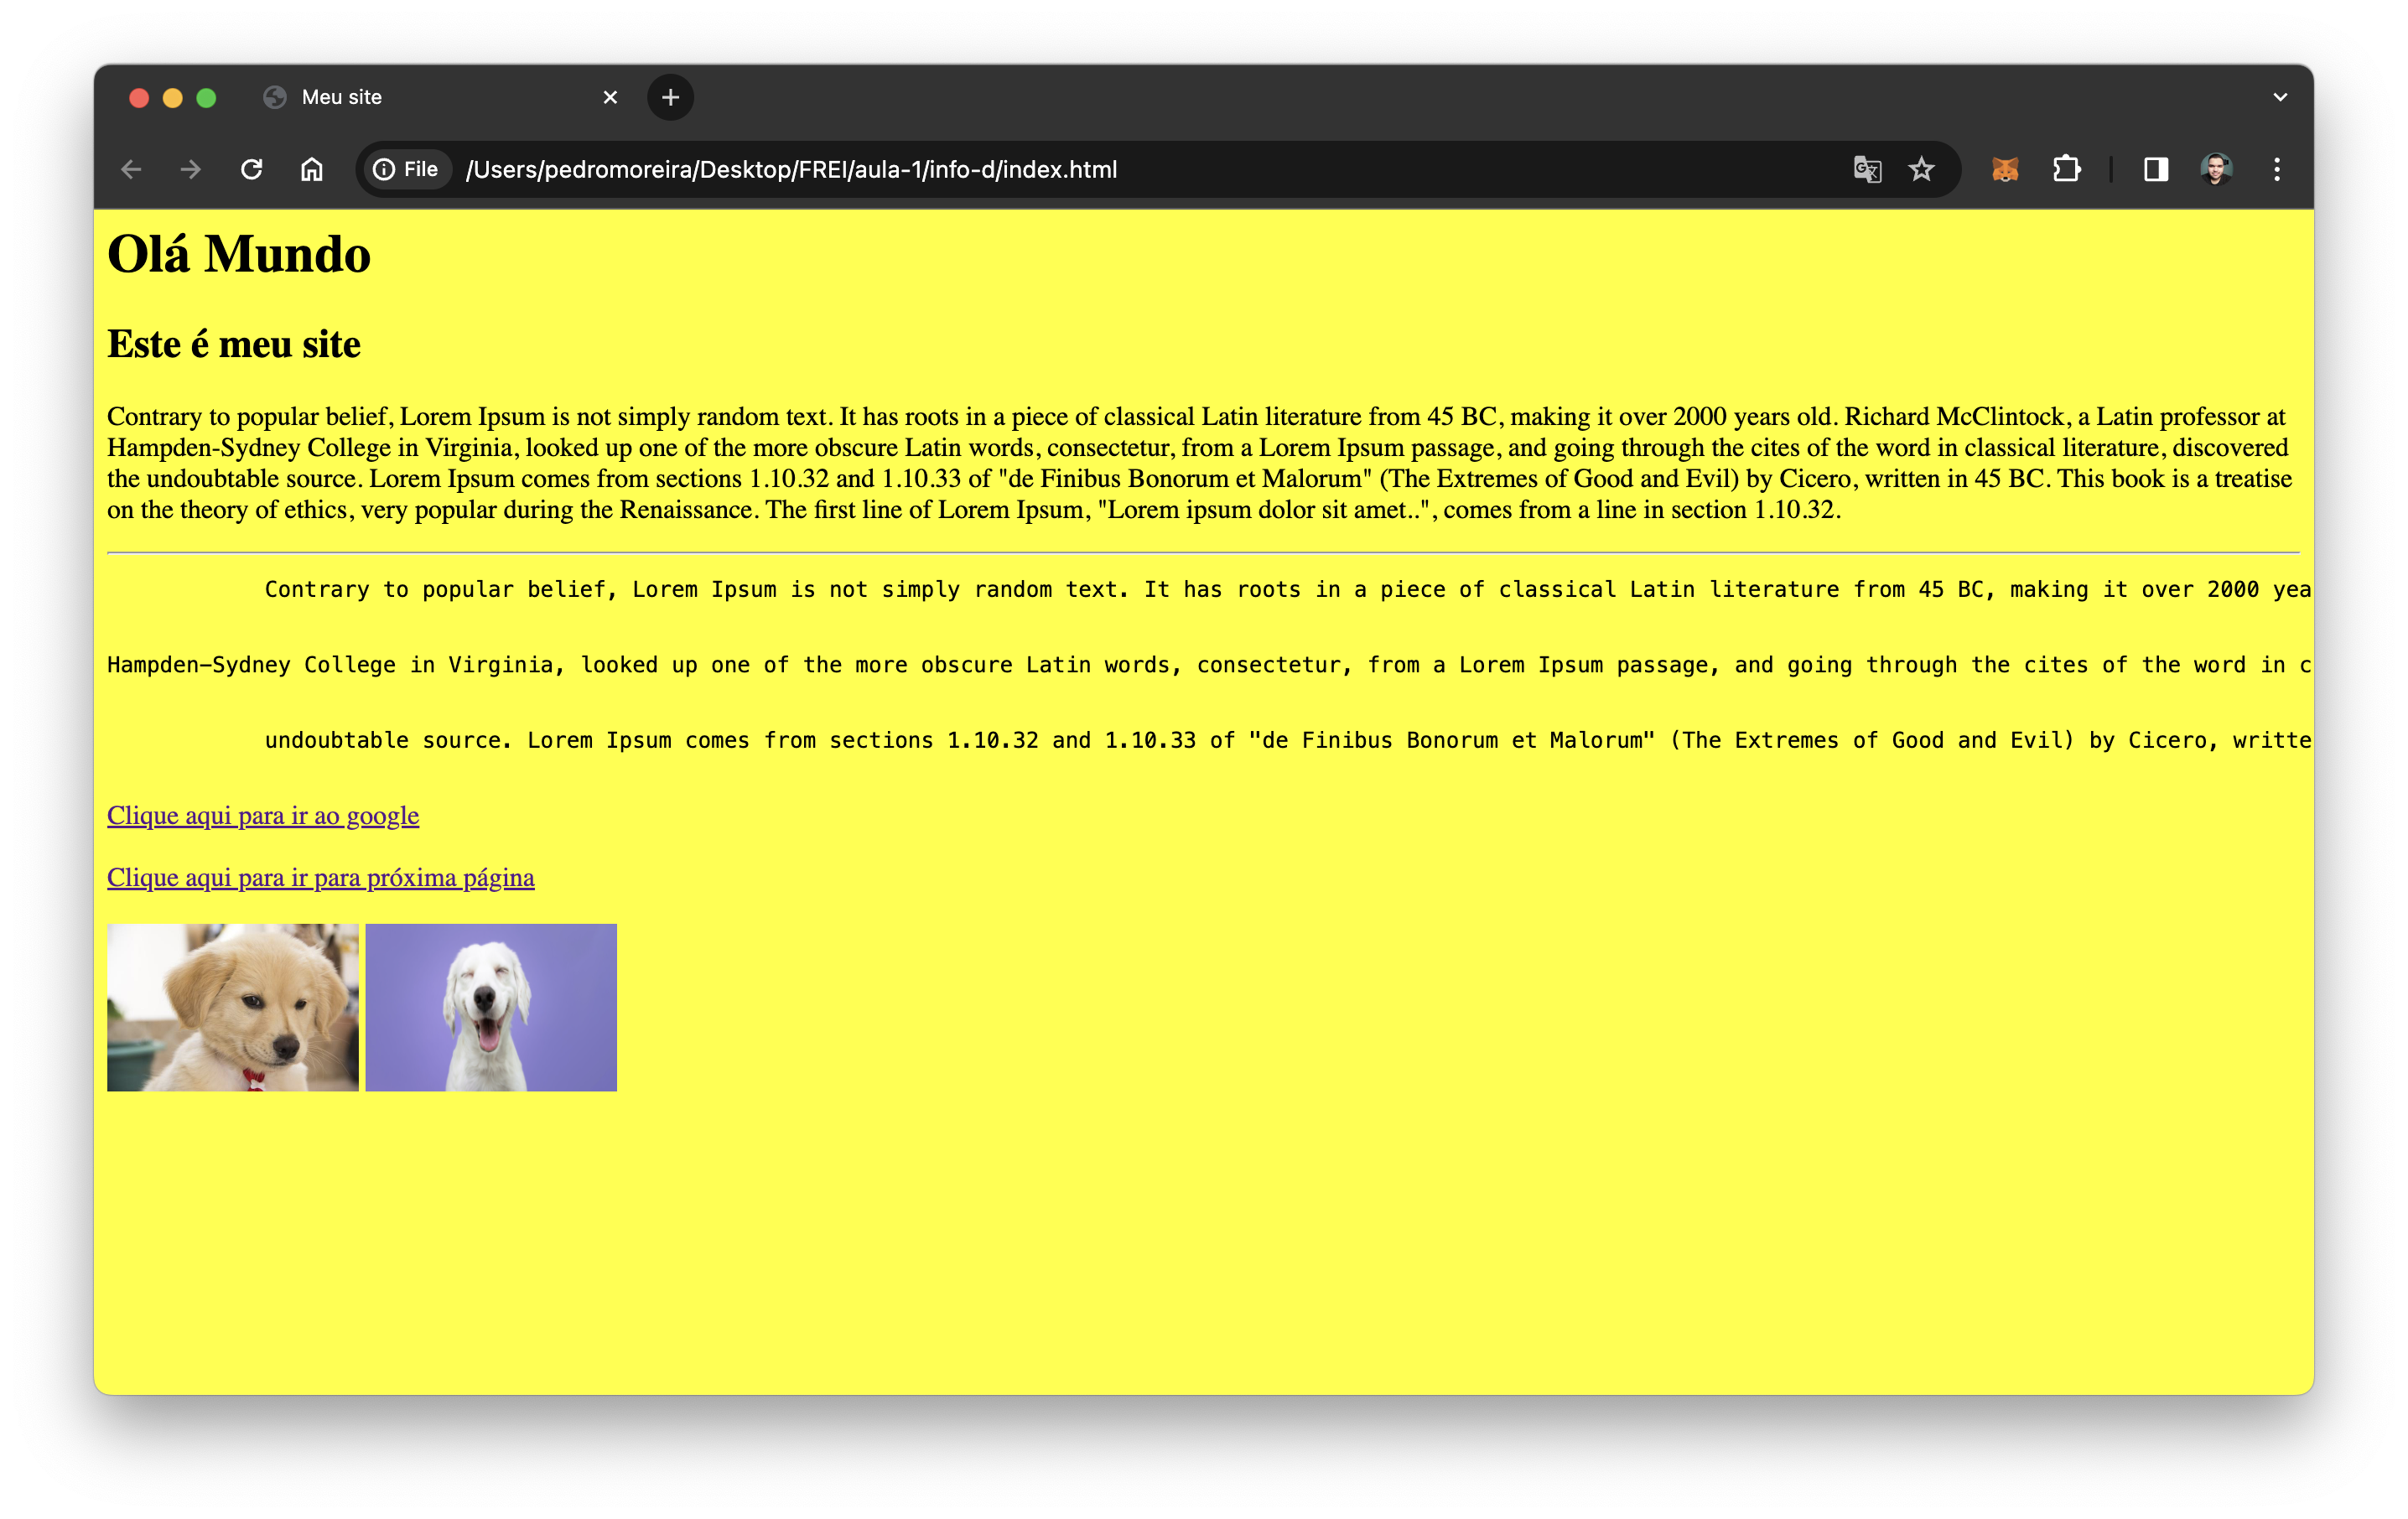 Meu site
File /Users/pedromoreira/Desktop/FREI/aula-1/info-d/index.html
Olá Mundo
Este é meu site
Contrary to popular belief, Lorem Ipsum is not simply random text. It has roots in a piece of classical Latin literature from 45 BC, making it over 2000 years old. Richard McClintock, a Latin professor at
Hampden-Sydney College in Virginia, looked up one of the more obscure Latin words, consectetur, from a Lorem Ipsum passage, and going through the cites of the word in classical literature, discovered
the undoubtable source. Lorem Ipsum comes from sections 1.10.32 and 1.10.33 of "de Finibus Bonorum et Malorum" (The Extremes of Good and Evil) by Cicero, written in 45 BC. This book is a treatise
on the theory of ethics, very popular during the Renaissance. The first line of Lorem Ipsum, "Lorem ipsum dolor sit amet..", comes from a line in section 1.10.32.
Contrary to popular belief, Lorem Ipsum is not simply random text. It has roots in a piece of classical Latin literature from 45 BC, making it over 2000 yea
Hampden-Sydney College in Virginia, looked up one of the more obscure Latin words, consectetur, from a Lorem Ipsum passage, and going through the cites of the word in c
undoubtable source. Lorem Ipsum comes from sections 1.10.32 and 1.10.33 of "de Finibus Bonorum et Malorum" (The Extremes of Good and Evil) by Cicero, writte
Clique aqui para ir ao google
Clique aqui para ir para próxima página